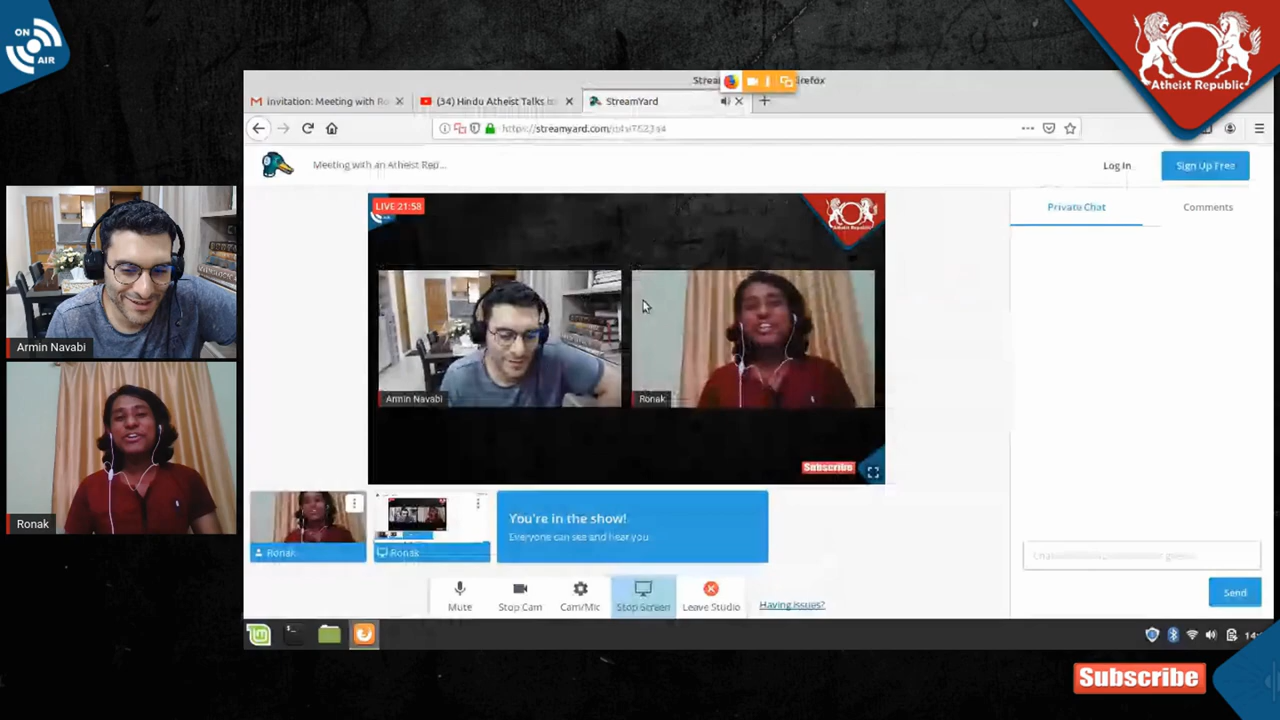 ON
AIR
Atheist Republic
Invitation: Meeting with Ro
(34) Hindu Atheist Talks
StreamYard
Meeting with an Atheist Rep...
Log In
Sign Up Free
LIVE 21:58
Atheist Republic
Private Chat
Comments
Armin Navabi
Armin Navabi
Ronak
Subscribe
Ronak
Ronak
Ronak
You're in the show!
Everyone can see and hear you
Mute
Stop Cam
Cam/Mic
Stop Screen
Leave Studio
Having issues?
Send
Subscribe